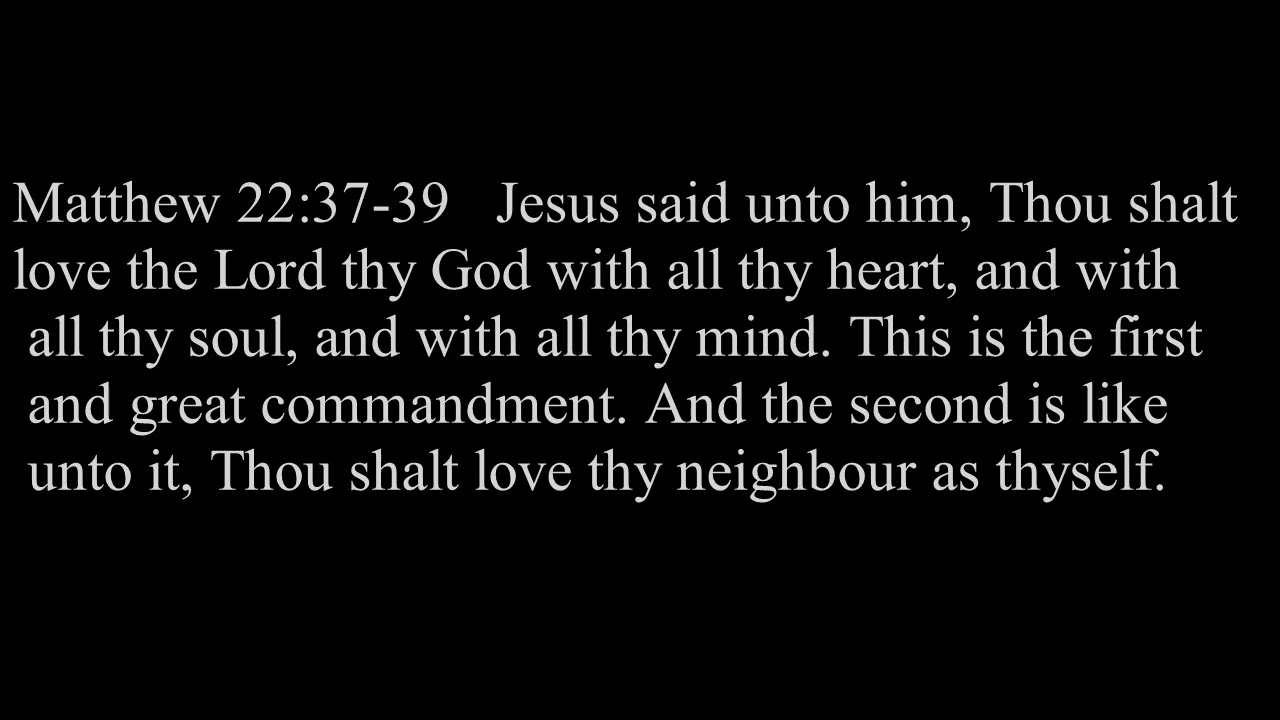 Matthew 22:37-39 Jesus said unto him, Thou shalt
love the Lord thy God with all thy heart, and with
all thy soul, and with all thy mind. This is the first
and great commandment. And the second is like
unto it, Thou shalt love thy neighbour as thyself.